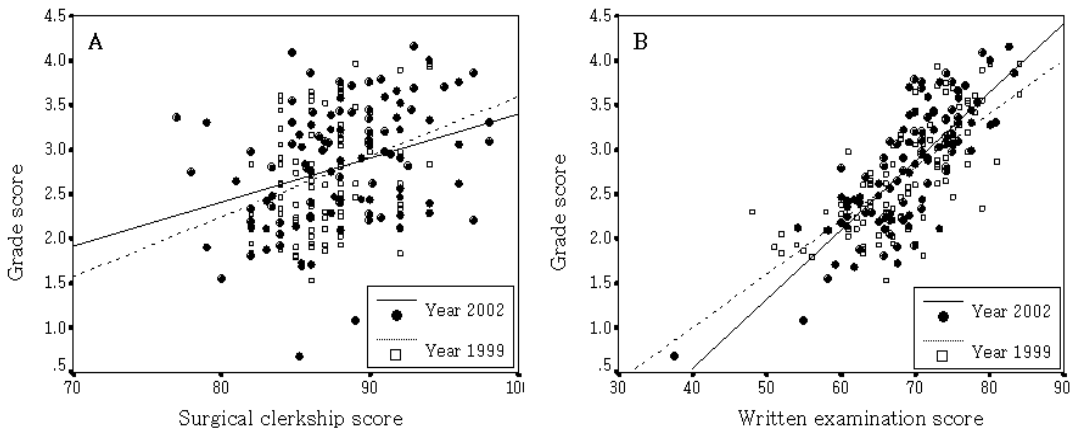 A
Grade score
4.5
4.0
3.5
3.0
2.5
2.0
1.5
1.0
.5
70
80
90
100
Surgical clerkship score
Year 2002
Year 1999
B
Grade score
4.5
4.0
3.5
3.0
2.5
2.0
1.5
1.0
.5
30
40
50
60
70
80
90
Written examination score
Year 2002
Year 1999